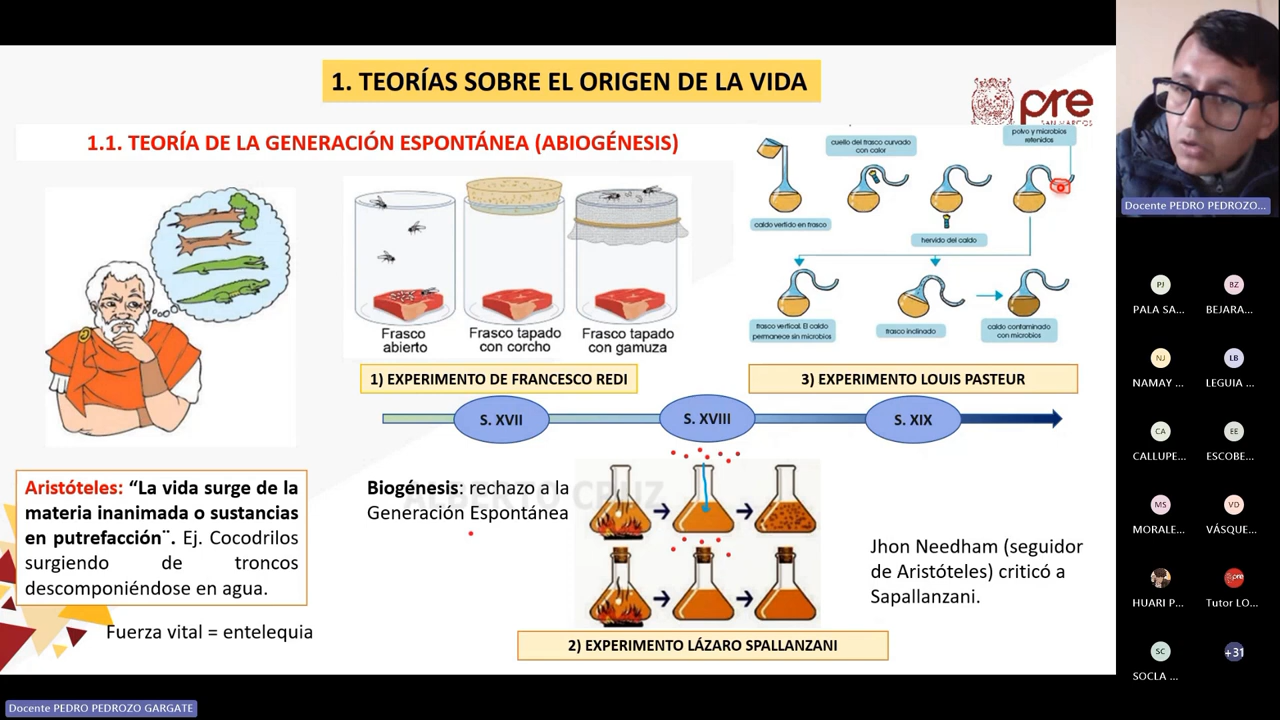 1. TEORÍAS SOBRE EL ORIGEN DE LA VIDA
pre
SAN MARCOS
1.1. TEORÍA DE LA GENERACIÓN ESPONTÁNEA (ABIOGÉNESIS)
Frasco
abierto
Frasco tapado
con corcho
Frasco tapado
con gamuza
cuello del frasco curvado
con calor
polvo y microbios
retenidos
caldo vertido en frasco
hervido del caldo
frasco vertical. El caldo
permanece sin microbios
frasco inclinado
caldo contaminado
con microbios
1) EXPERIMENTO DE FRANCESCO REDI
3) EXPERIMENTO LOUIS PASTEUR
S. XVII
S. XVIII
S. XIX
Aristóteles: “La vida surge de la
materia inanimada o sustancias
en putrefacción¨. Ej. Cocodrilos
surgiendo de troncos
descomponiéndose en agua.
Fuerza vital = entelequia
Biogénesis: rechazo a la
Generación Espontánea
ALBERTO CRUZ
2) EXPERIMENTO LÁZARO SPALLANZANI
Jhon Needham (seguidor
de Aristóteles) criticó a
Sapallanzani.
Docente PEDRO PEDROZO...
PJ
PALA SA...
BZ
BEJARA...
NJ
NAMAY ...
LB
LEGUIA ...
CA
CALLUPE...
EE
ESCOBE...
MS
MORALE...
VD
VÁSQUE...
HUARI P...
pre
Tutor LO...
SC
SOCLA ...
+31
Docente PEDRO PEDROZO GARGATE